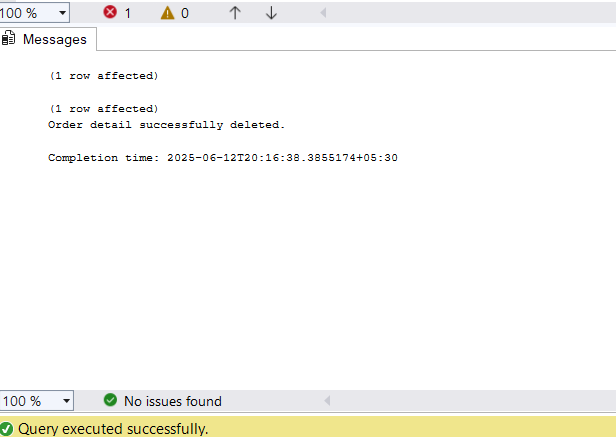 100 % 1 0
Messages
(1 row affected)
(1 row affected)
Order detail successfully deleted.
Completion time: 2025-06-12T20:16:38.3855174+05:30
100 % No issues found
Query executed successfully.